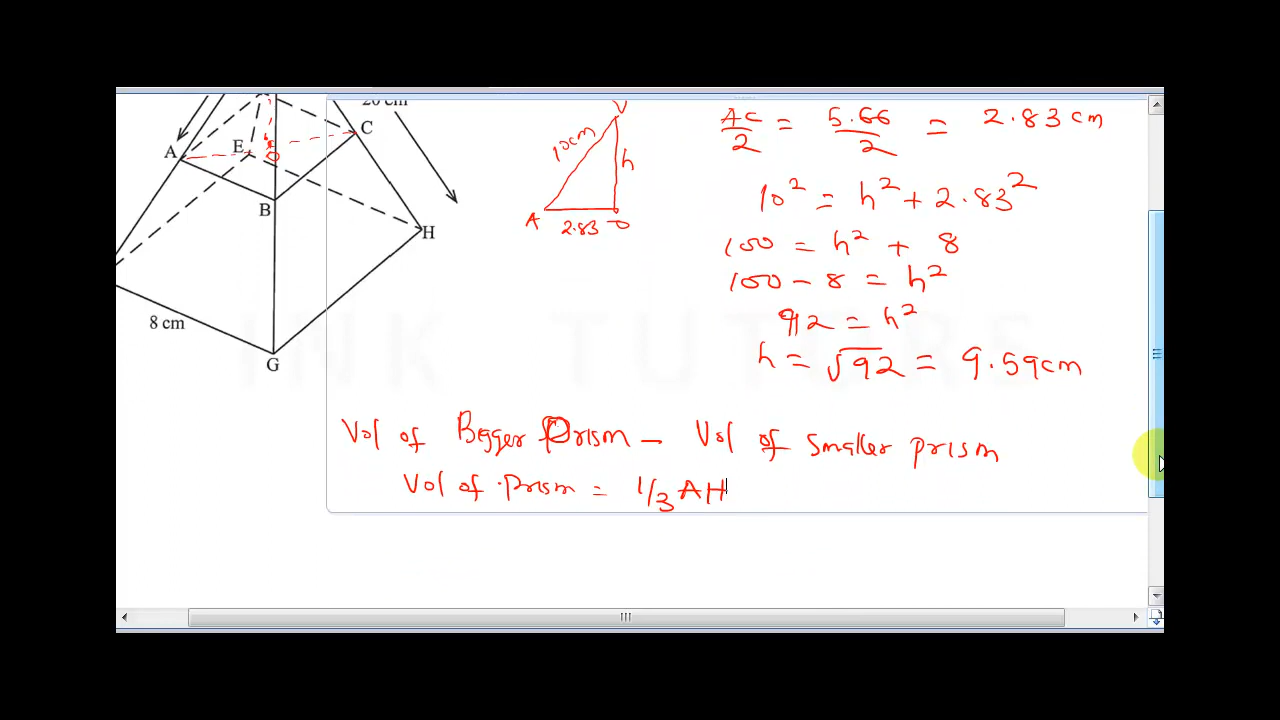 20 cm
V
AC/2 = 5.66/2 = 2.83 cm
A
E
C
10cm
h
O
B
A
2.83
O
10² = h² + 2.83²
H
100 = h² + 8
100 - 8 = h²
8 cm
92 = h²
INK TUTORS
G
h = √92 = 9.59cm
Vol of Bigger Prism - Vol of smaller prism
Vol of Prism = 1/3 AH